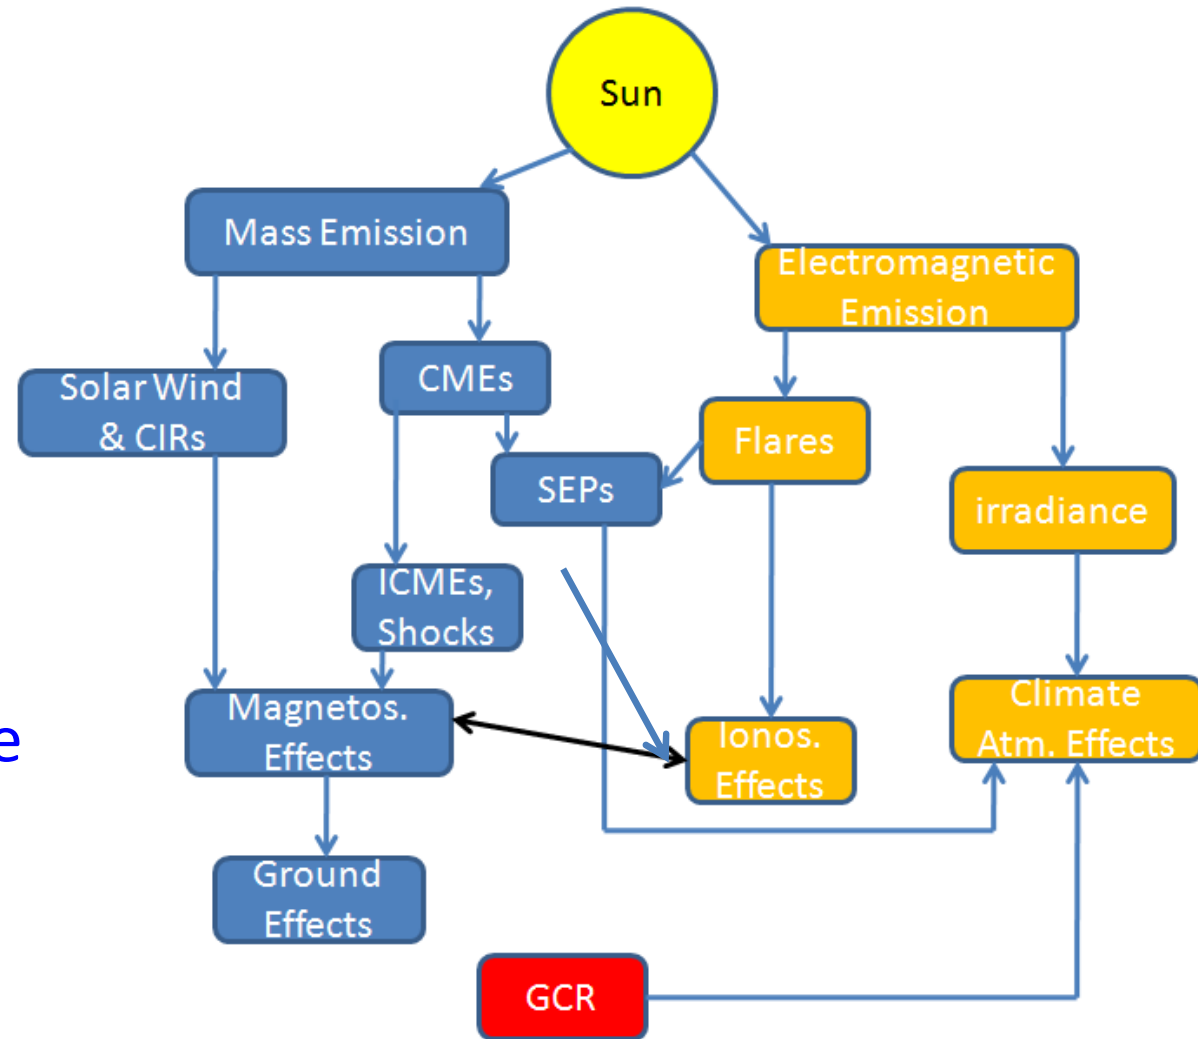 Sun
Mass Emission
Electromagnetic
Emission
Solar Wind
& CIRs
CMEs
Flares
SEPs
irradiance
ICMEs,
Shocks
Magnetos.
Effects
e
Ionos.
Effects
Climate
Atm. Effects
Ground
Effects
GCR